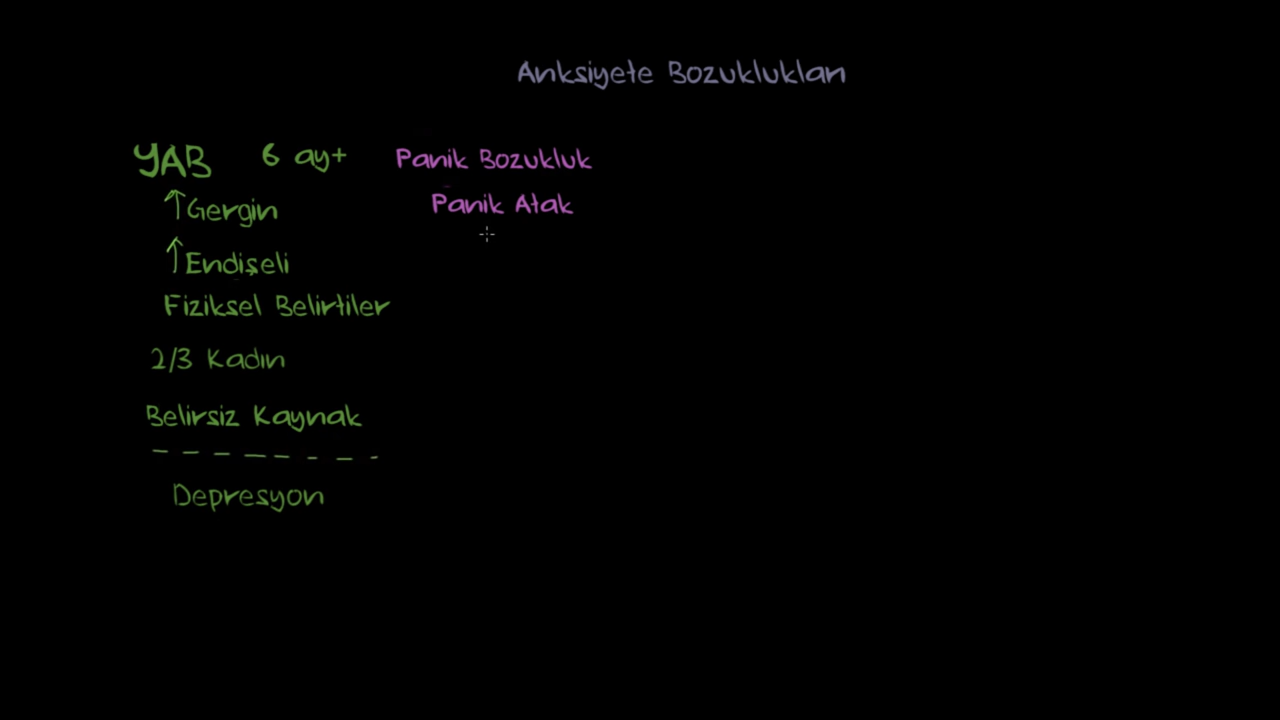 Anksiyete Bozuklukları
YAB 6 ay+
↑Gergin
↑Endişeli
Fiziksel Belirtiler
2/3 Kadın
Belirsiz Kaynak
Depresyon
Panik Bozukluk
Panik Atak